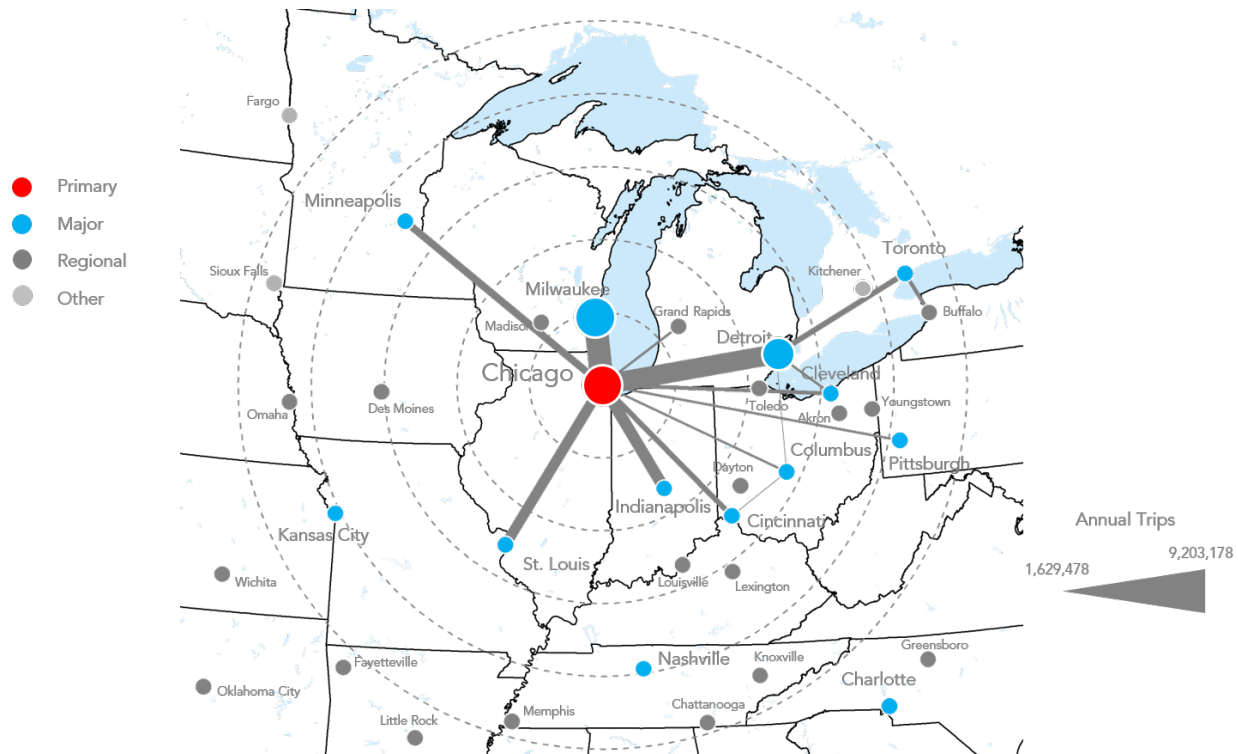 Fargo
Primary
Minneapolis
Major
Toronto
Regional
Sioux Falls
Kitchener
Milwaukee
Other
Grand Rapids
Buffalo
Madison
Detroit
Chicago
Cleveland
Toledo
Youngstown
Des Moines
Omaha
Akron
Columbus
Pittsburgh
Dayton
Indianapolis
Cincinnati
Annual Trips
Kansas City
9,203,178
St. Louis
1,629,478
Wichita
Louisville
Lexington
Greensboro
Nashville
Knoxville
Fayetteville
Charlotte
Oklahoma City
Chattanooga
Memphis
Little Rock